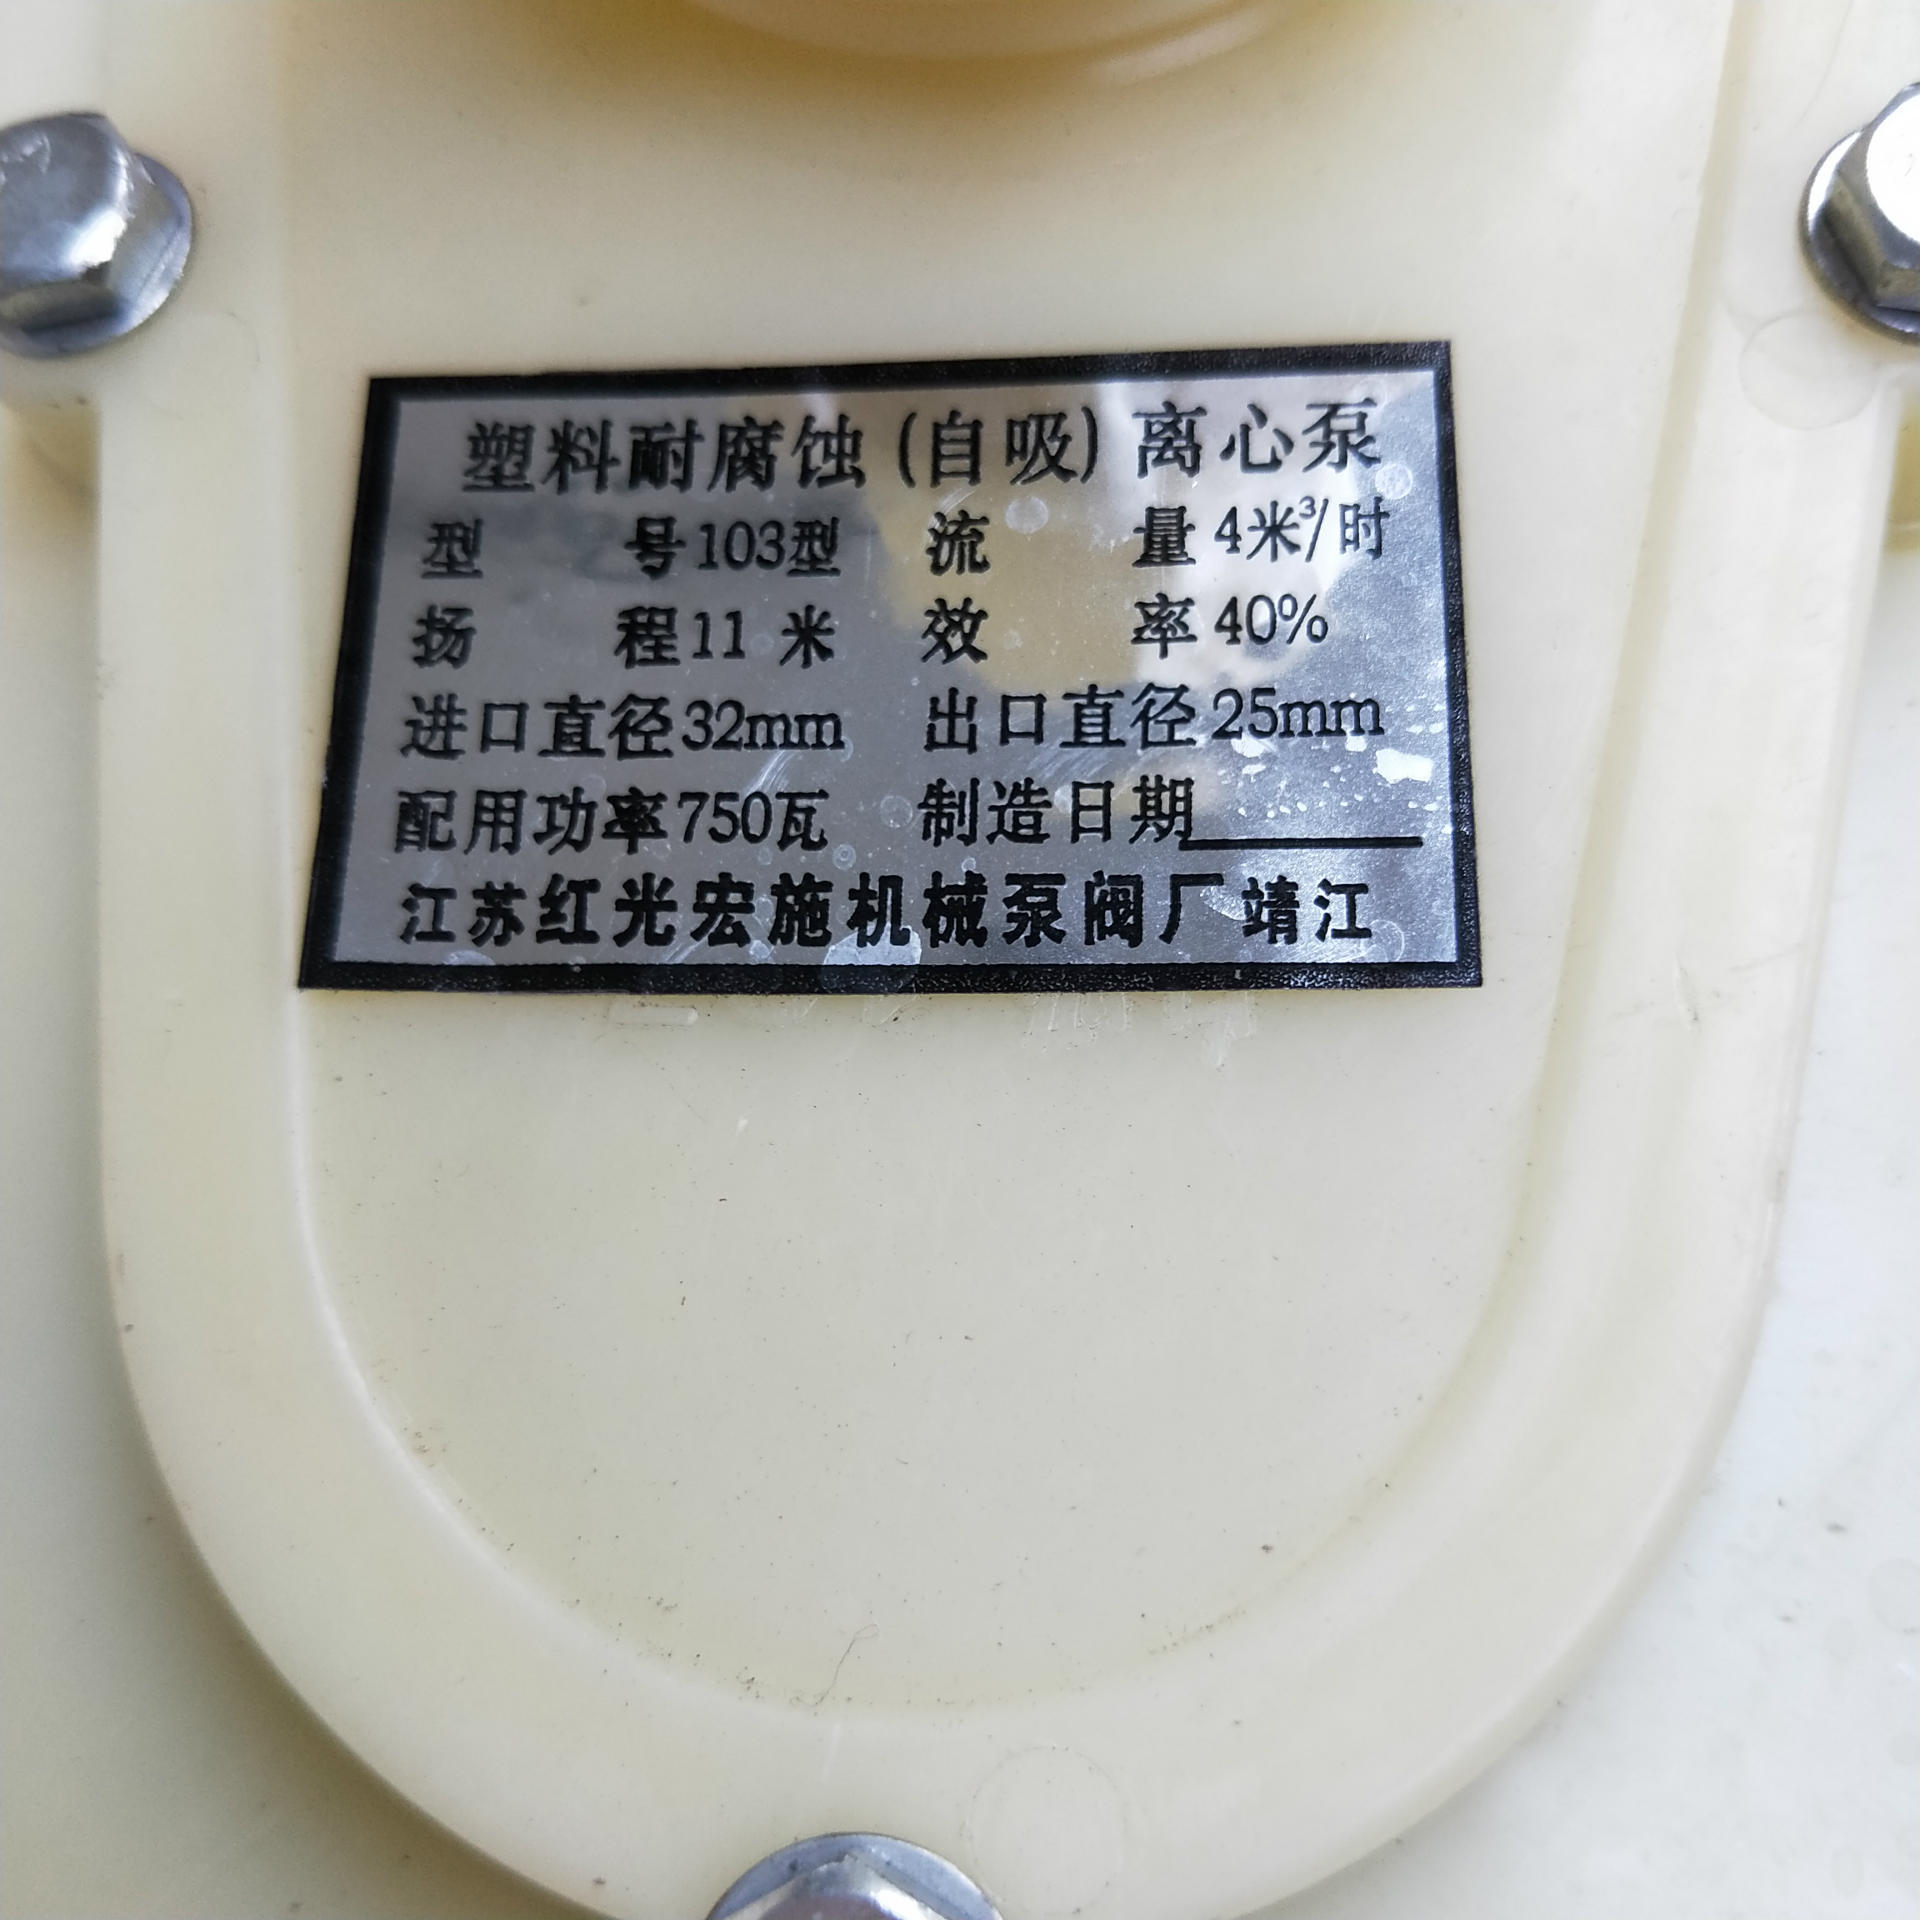 塑料耐腐蚀(自吸)离心泵
型号103型 流量4米³/时
扬程11米 效率40%
进口直径32mm 出口直径25mm
配用功率750瓦 制造日期
江苏红光宏施机械泵阀厂靖江